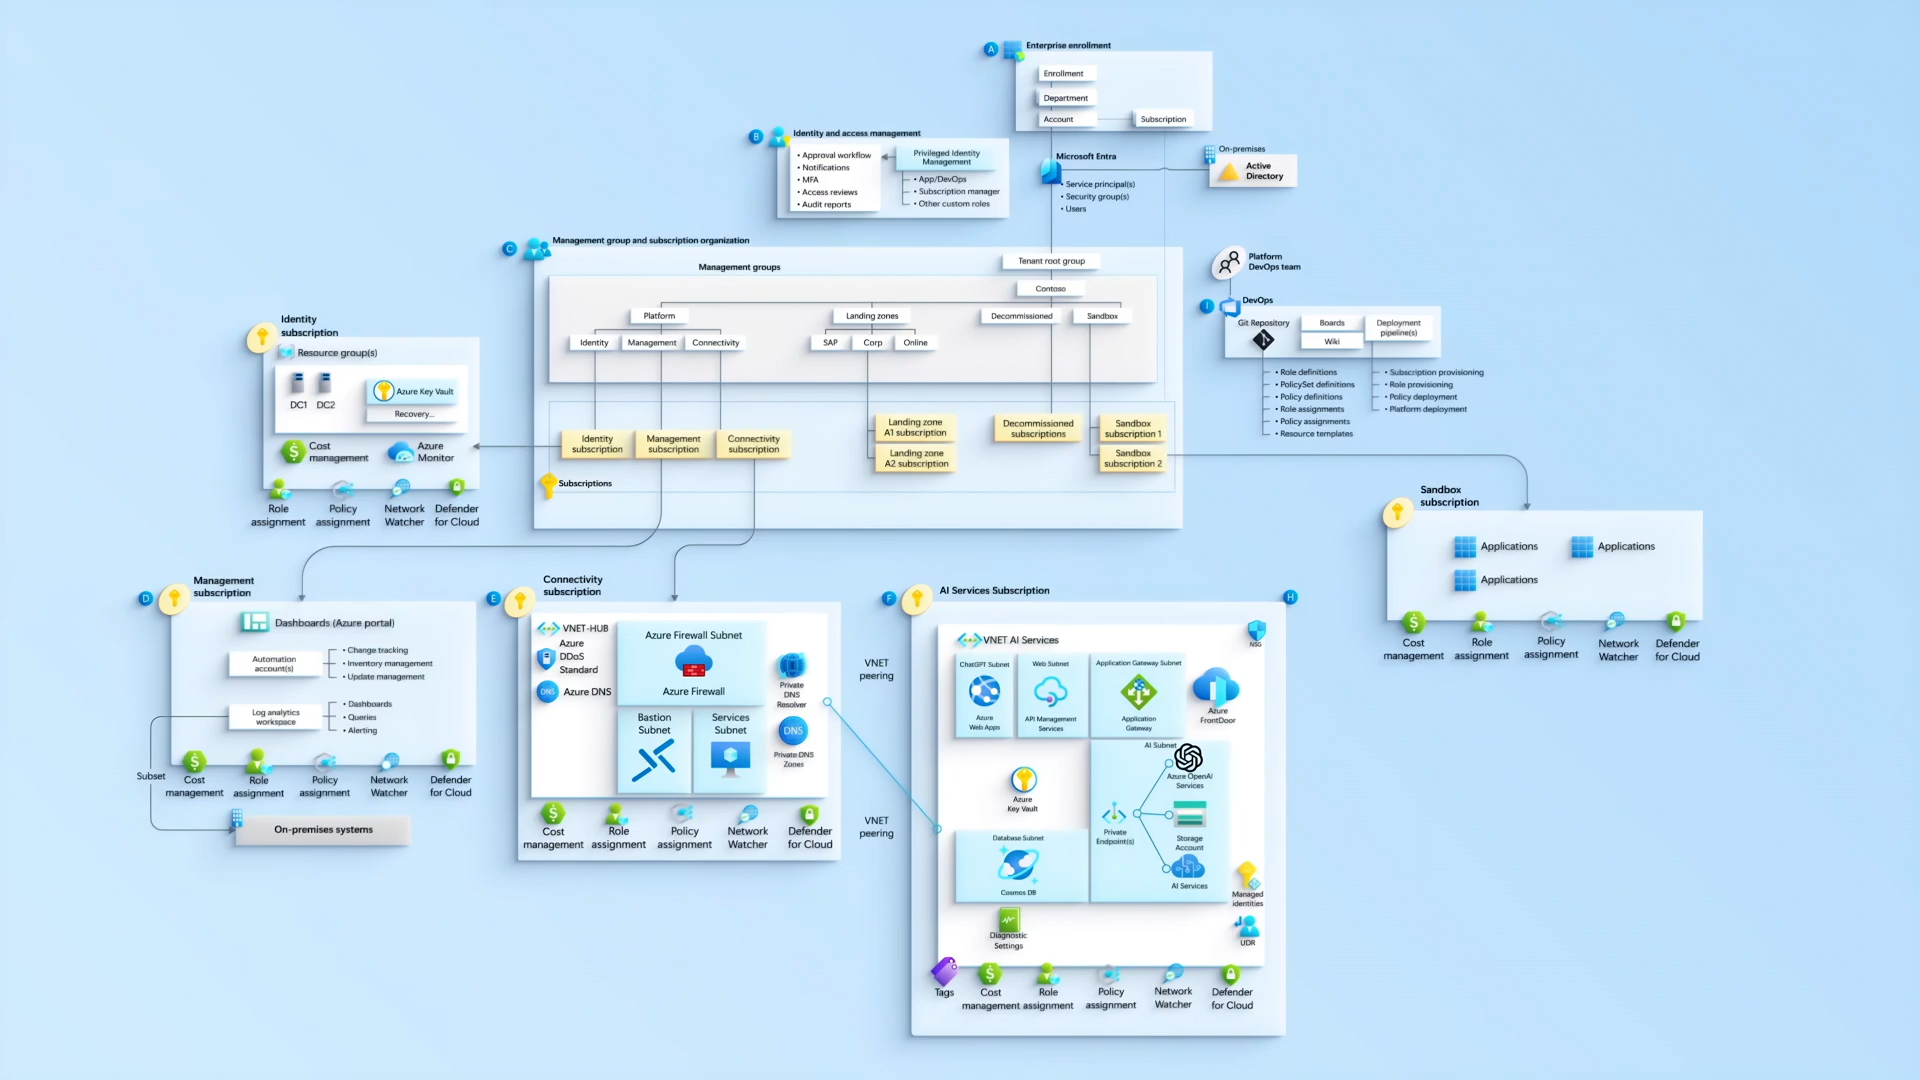 A
Enterprise enrollment
Enrollment
Department
Account
Subscription
B
Identity and access management
• Approval workflow
• Notifications
• MFA
• Access reviews
• Audit reports
Privileged Identity
Management
• App/DevOps
• Subscription manager
• Other custom roles
Microsoft Entra
• Service principal(s)
• Security group(s)
• Users
On-premises
Active
Directory
C
Management group and subscription organization
Management groups
Tenant root group
Contoso
Platform
Landing zones
Decommissioned
Sandbox
Identity
Management
Connectivity
SAP
Corp
Online
Identity
subscription
Management
subscription
Connectivity
subscription
Landing zone
A1 subscription
Landing zone
A2 subscription
Decommissioned
subscriptions
Sandbox
subscription 1
Sandbox
subscription 2
Subscriptions
Platform
DevOps team
I
DevOps
Git Repository
Boards
Wiki
Deployment
pipeline(s)
• Role definitions
• PolicySet definitions
• Policy definitions
• Role assignments
• Policy assignments
• Resource templates
• Subscription provisioning
• Role provisioning
• Policy deployment
• Platform deployment
Identity
subscription
Resource group(s)
DC1
DC2
Azure Key Vault
Recovery...
Cost
management
Azure
Monitor
Role
assignment
Policy
assignment
Network
Watcher
Defender
for Cloud
Sandbox
subscription
Applications
Applications
Applications
Cost
management
Role
assignment
Policy
assignment
Network
Watcher
Defender
for Cloud
D
Management
subscription
Dashboards (Azure portal)
Automation
account(s)
• Change tracking
• Inventory management
• Update management
Log analytics
workspace
• Dashboards
• Queries
• Alerting
Subset
Cost
management
Role
assignment
Policy
assignment
Network
Watcher
Defender
for Cloud
On-premises systems
E
Connectivity
subscription
VNET-HUB
Azure
DDoS
Standard
DNS
Azure DNS
Azure Firewall Subnet
Azure Firewall
Bastion
Subnet
Services
Subnet
Private
DNS
Resolver
DNS
Private DNS
Zones
Cost
management
Role
assignment
Policy
assignment
Network
Watcher
Defender
for Cloud
VNET
peering
VNET
peering
F
AI Services Subscription
H
VNET AI Services
NSG
ChatGPT Subnet
Azure
Web Apps
Web Subnet
API Management
Services
Application Gateway Subnet
Application
Gateway
Azure
FrontDoor
Azure
Key Vault
AI Subnet
Azure OpenAI
Services
Private
Endpoint(s)
Storage
Account
AI Services
Database Subnet
Cosmos DB
Managed
identities
UDR
Diagnostic
Settings
Tags
Cost
management
Role
assignment
Policy
assignment
Network
Watcher
Defender
for Cloud